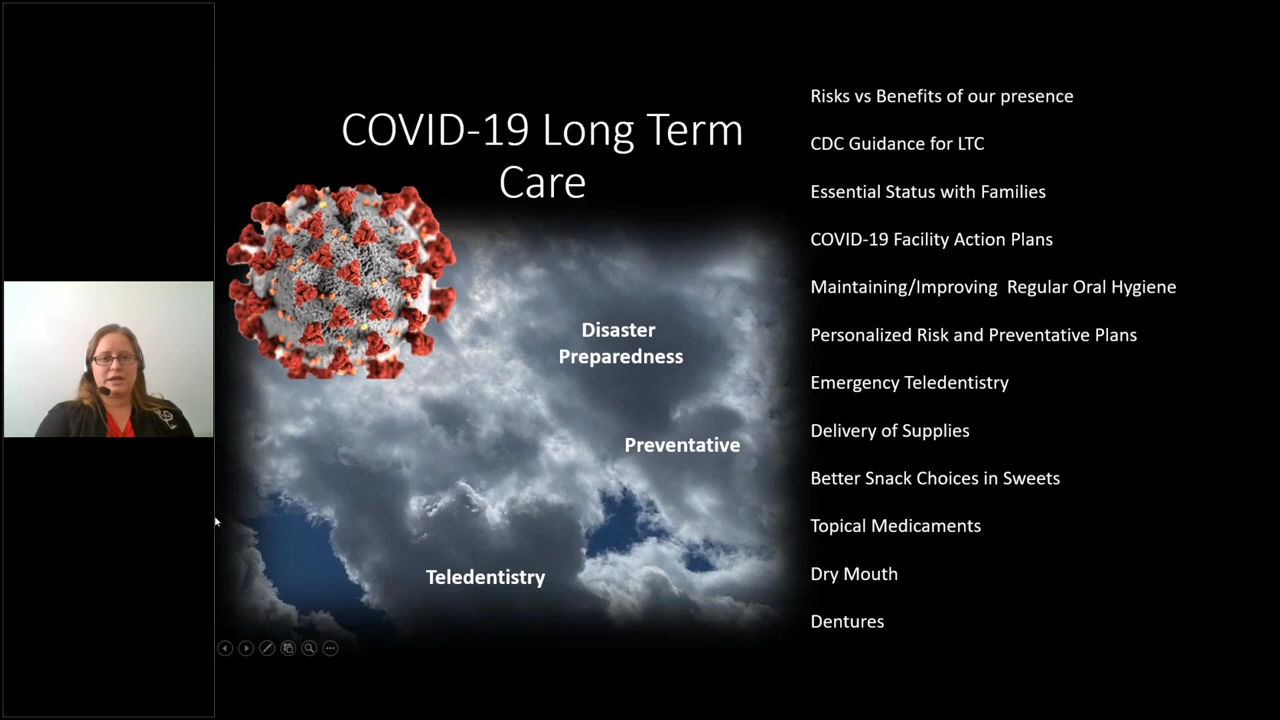 COVID-19 Long Term
Care
Disaster
Preparedness
Preventative
Teledentistry
Risks vs Benefits of our presence
CDC Guidance for LTC
Essential Status with Families
COVID-19 Facility Action Plans
Maintaining/Improving  Regular Oral Hygiene
Personalized Risk and Preventative Plans
Emergency Teledentistry
Delivery of Supplies
Better Snack Choices in Sweets
Topical Medicaments
Dry Mouth
Dentures